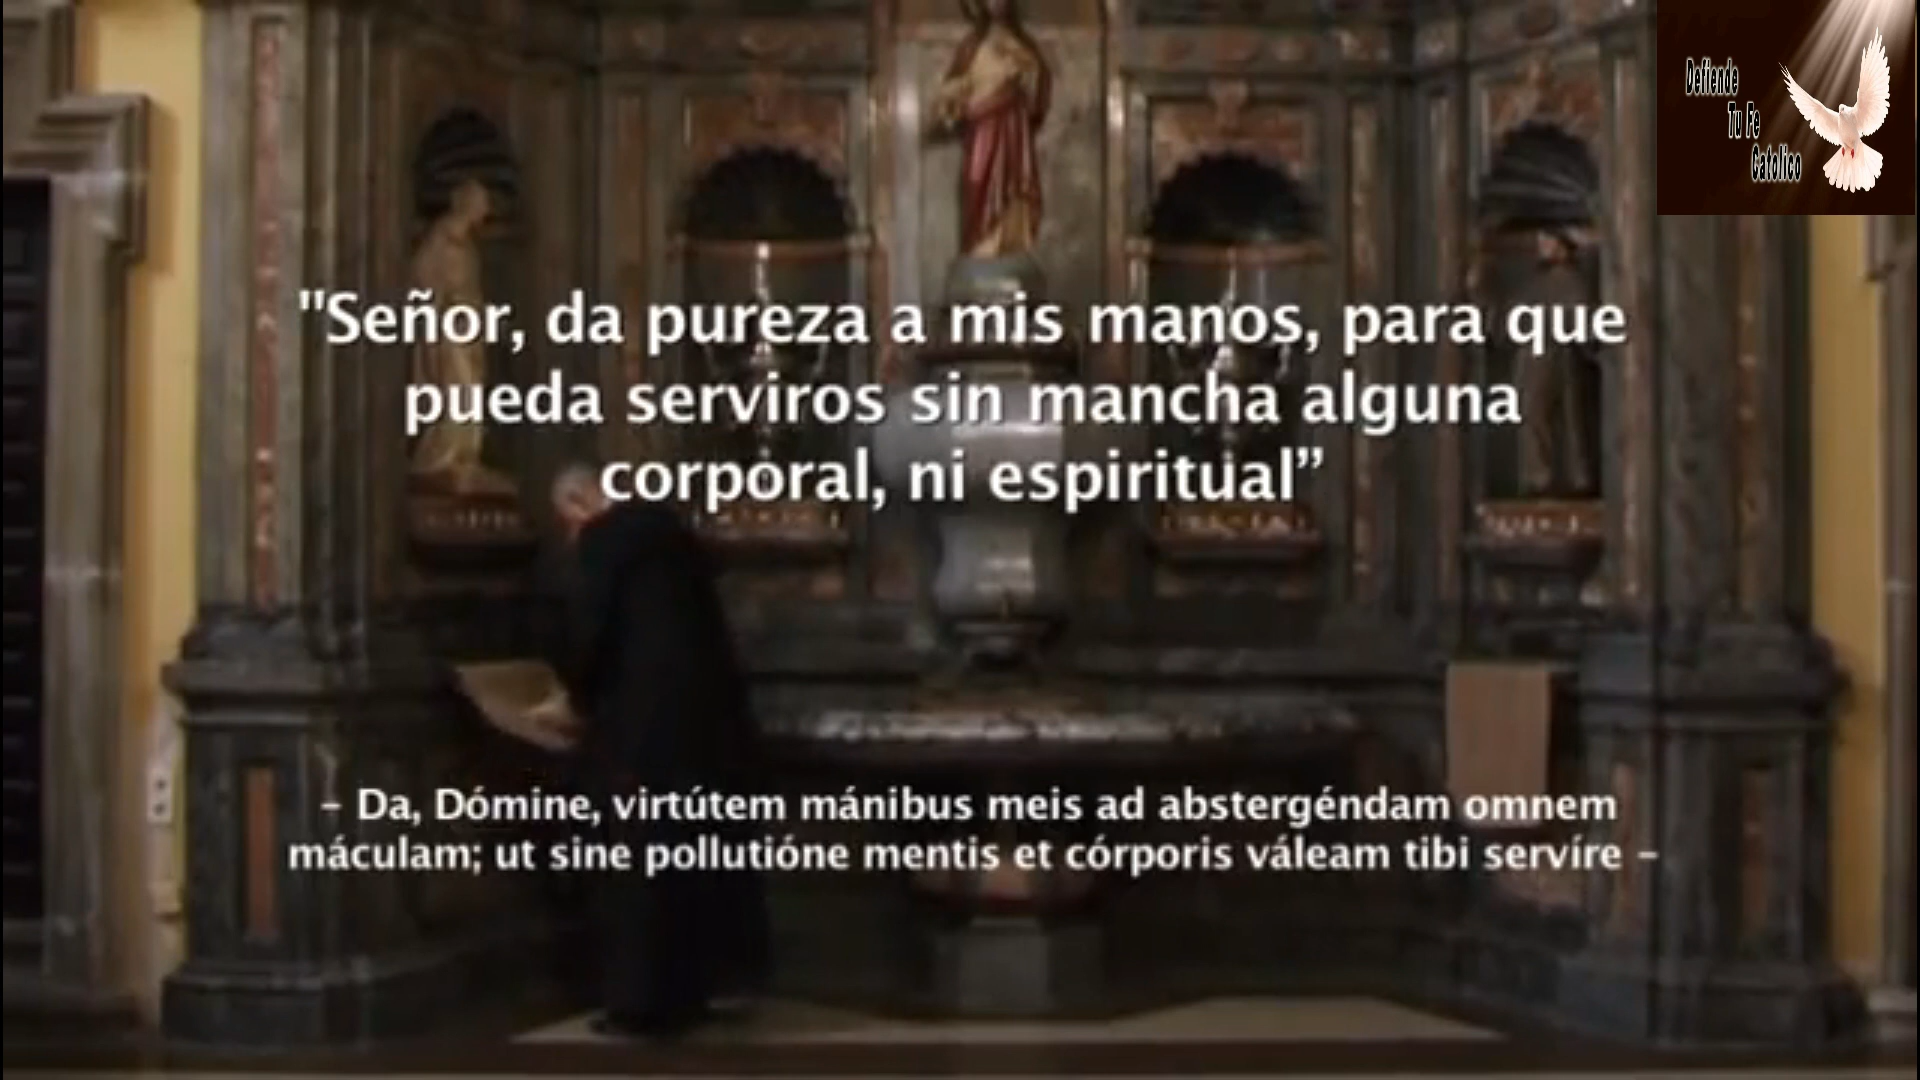 Defiende
Tu Fe
Catolico
"Señor, da pureza a mis manos, para que
pueda serviros sin mancha alguna
corporal, ni espiritual”
– Da, Dómine, virtútem mánibus meis ad abstergéndam omnem
máculam; ut sine pollutióne mentis et córporis váleam tibi servíre –